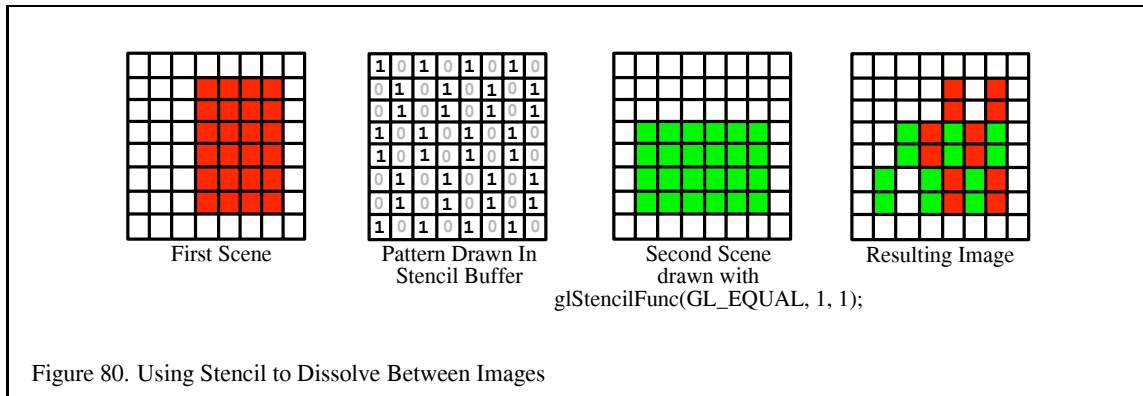 1 0 1 0 1 0 1 0
0 1 0 1 0 1 0 1
0 1 0 1 0 1 0 1
1 0 1 0 1 0 1 0
1 0 1 0 1 0 1 0
0 1 0 1 0 1 0 1
0 1 0 1 0 1 0 1
1 0 1 0 1 0 1 0
First Scene
Pattern Drawn In
Stencil Buffer
Second Scene
drawn with
glStencilFunc(GL_EQUAL, 1, 1);
Resulting Image
Figure 80. Using Stencil to Dissolve Between Images